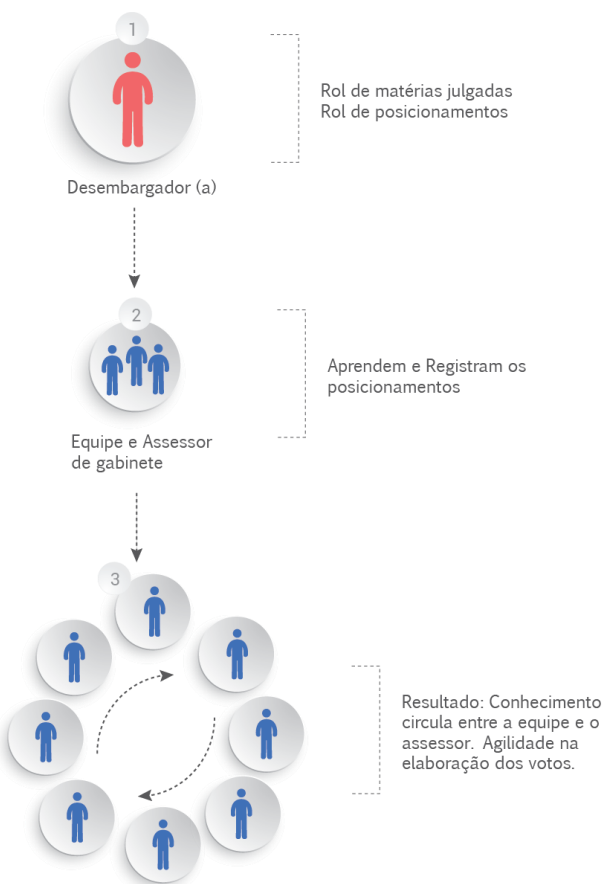 1
Rol de matérias julgadas
Rol de posicionamentos
Desembargador (a)
2
Aprendem e Registram os
posicionamentos
Equipe e Assessor
de gabinete
3
Resultado: Conhecimento
circula entre a equipe e o
assessor. Agilidade na
elaboração dos votos.